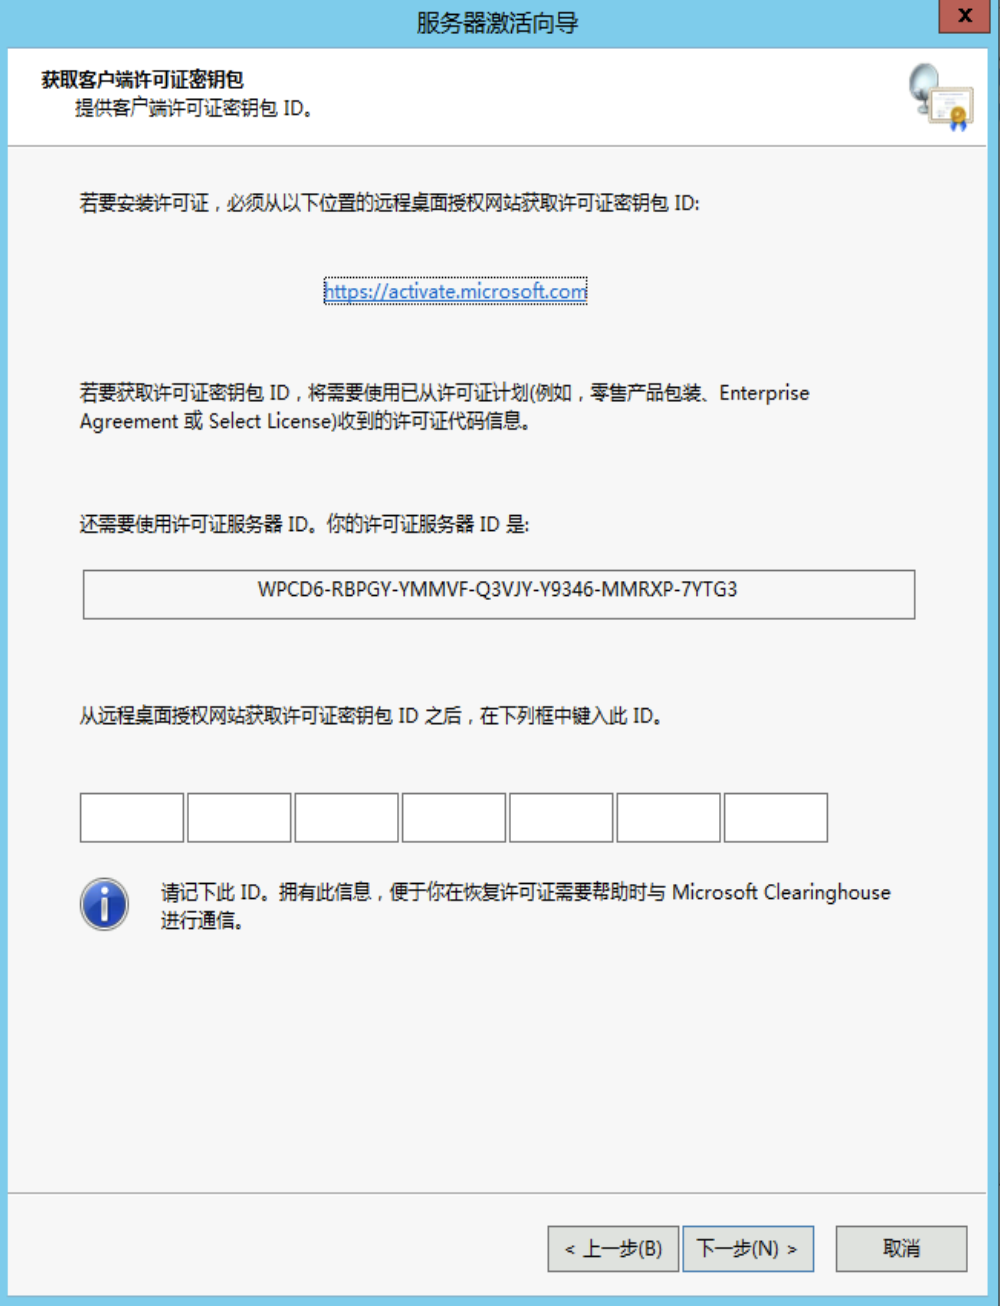 服务器激活向导
x
获取客户端许可证密钥包
提供客户端许可证密钥包 ID。
若要安装许可证，必须从以下位置的远程桌面授权网站获取许可证密钥包 ID:
https://activate.microsoft.com
若要获取许可证密钥包 ID，将需要使用已从许可证计划(例如，零售产品包装、Enterprise
Agreement 或 Select License)收到的许可证代码信息。
还需要使用许可证服务器 ID。你的许可证服务器 ID 是:
WPCD6-RBPGY-YMMVF-Q3VJY-Y9346-MMRXP-7YTG3
从远程桌面授权网站获取许可证密钥包 ID 之后，在下列框中键入此 ID。
请记下此 ID。拥有此信息，便于你在恢复许可证需要帮助时与 Microsoft Clearinghouse
进行通信。
< 上一步(B) 下一步(N) > 取消